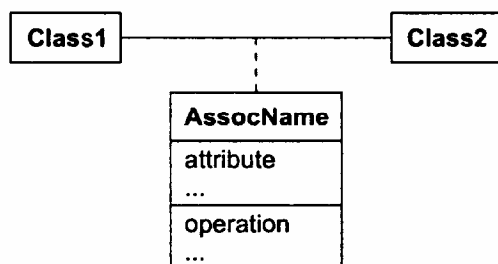 Class1
Class2
AssocName
attribute
...
operation
...